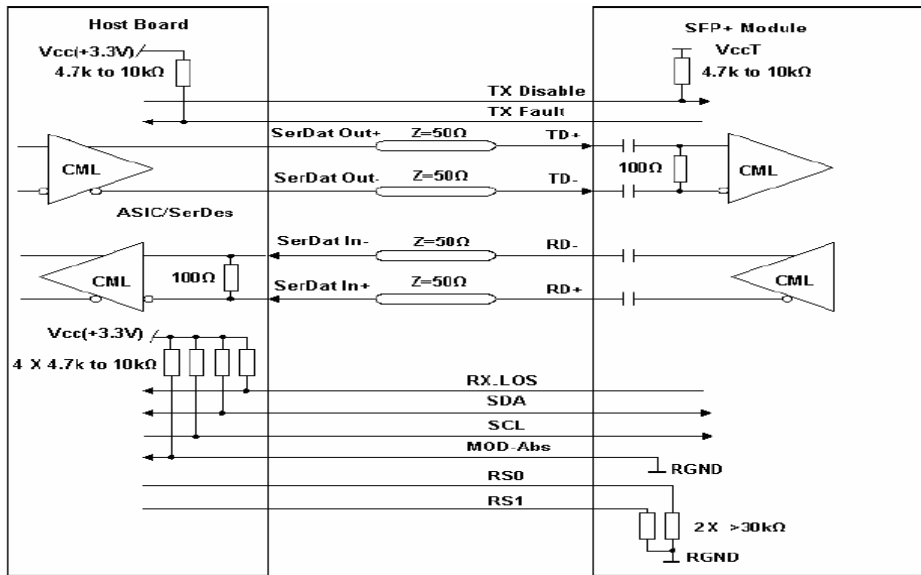 Host Board
SFP+ Module
Vcc(+3.3V)
4.7k to 10kΩ
VccT
4.7k to 10kΩ
TX Disable
TX Fault
SerDat Out+
Z=50Ω
TD+
CML
100Ω
CML
SerDat Out-
Z=50Ω
TD-
ASIC/SerDes
SerDat In-
Z=50Ω
RD-
CML
100Ω
CML
SerDat In+
Z=50Ω
RD+
Vcc(+3.3V)
4 X 4.7k to 10kΩ
RX-LOS
SDA
SCL
MOD-Abs
RGND
RS0
RS1
2X >30kΩ
RGND